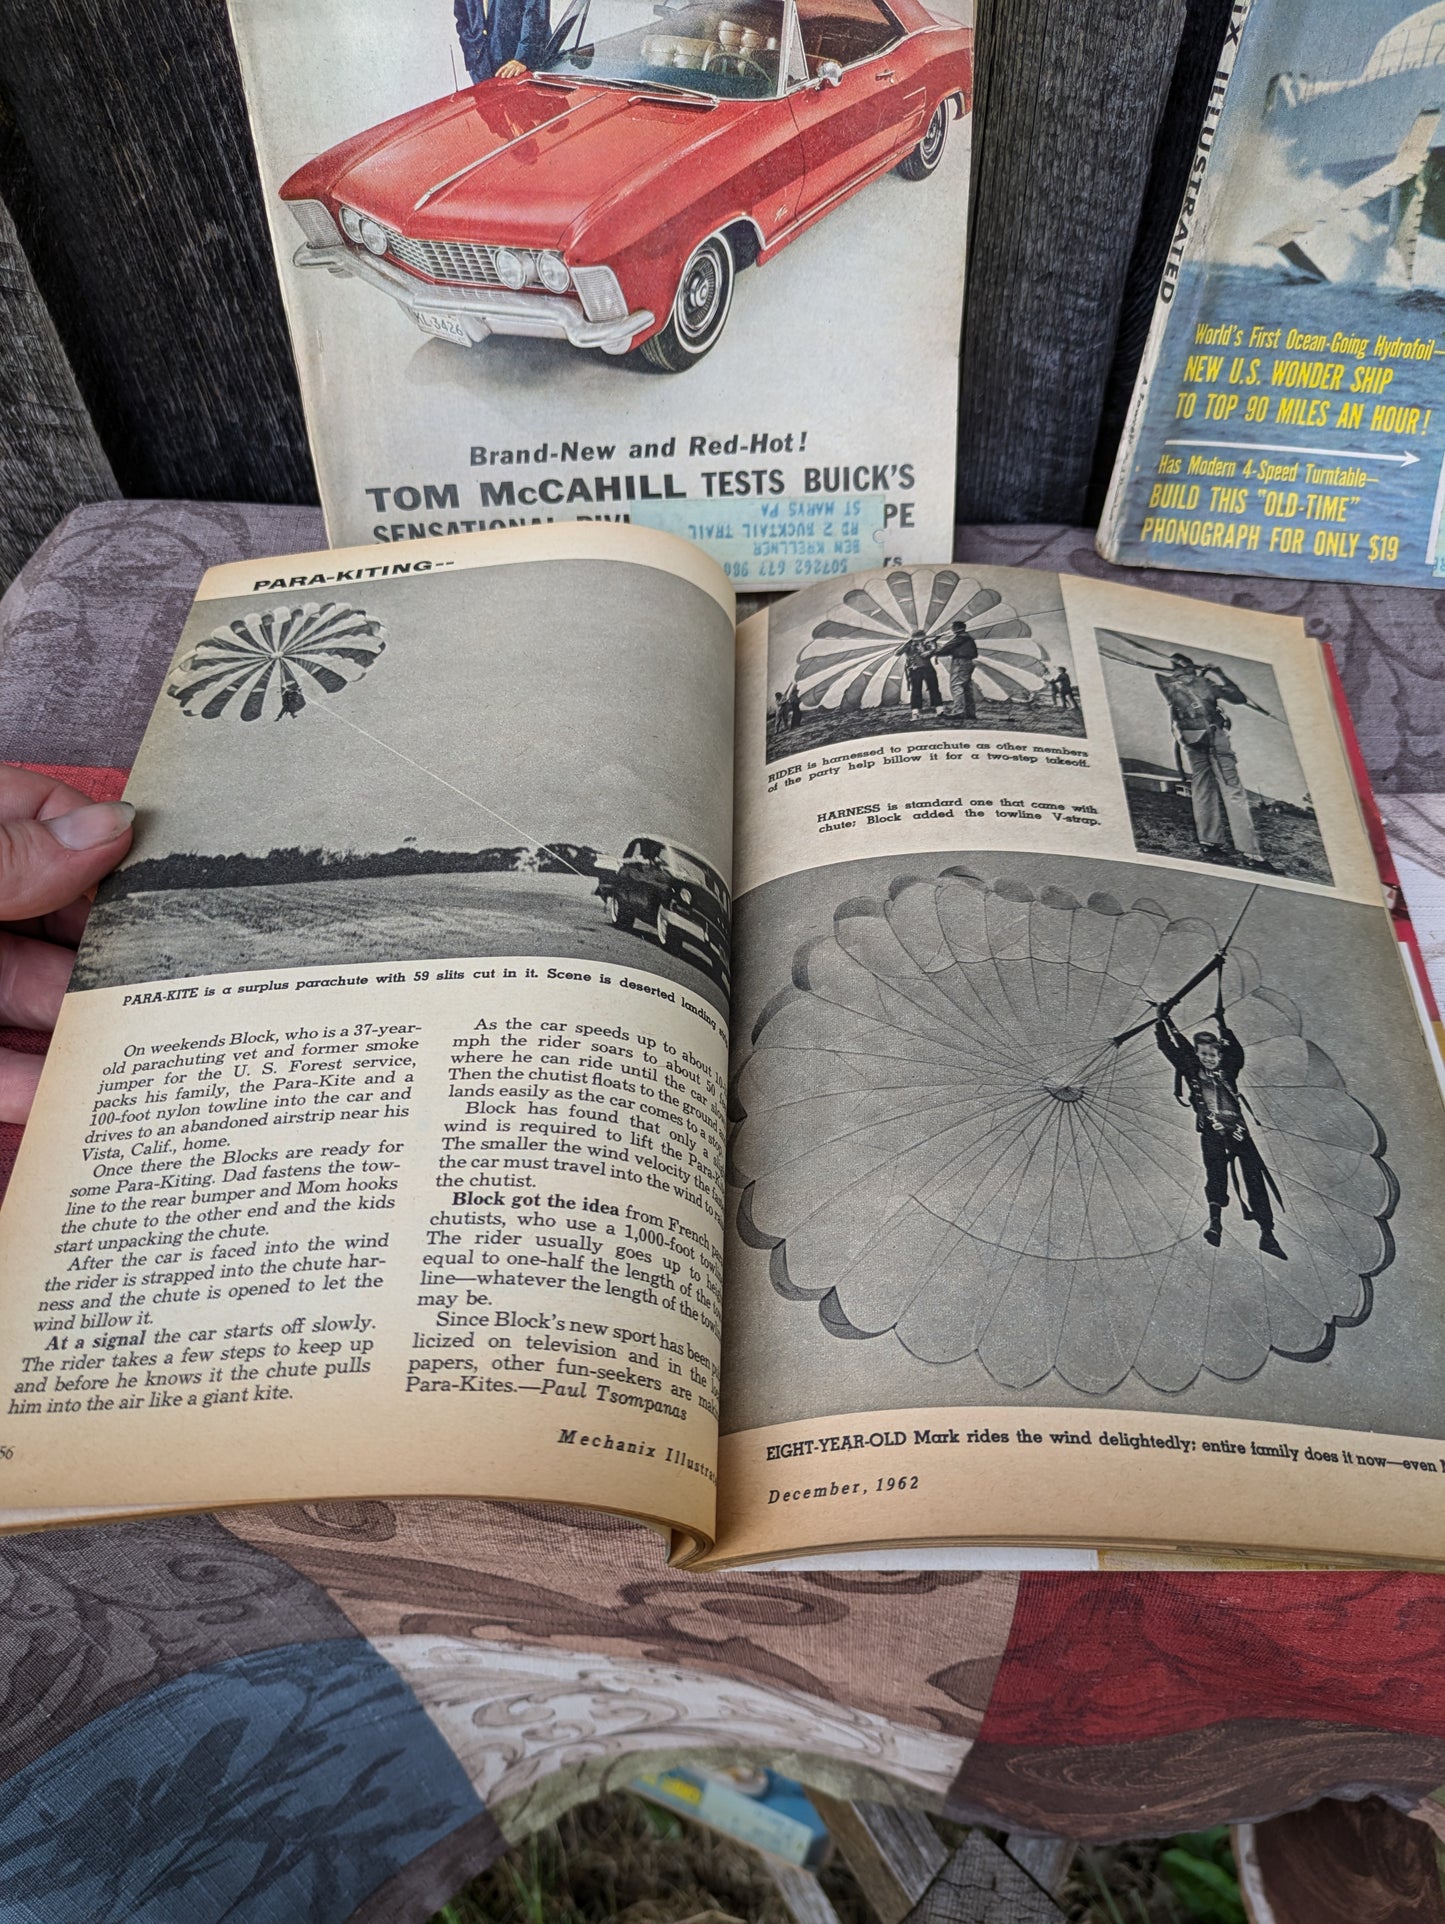 XL-3426
Brand-New and Red-Hot!
TOM McCAHILL TESTS BUICK'S
SENSATIONAL
PE
ST MARYS PA
RD 2 BUCKTAIL TRAIL
BEN KRELLNER
ILLUSTRATED
World's First Ocean-Going Hydrofoil—
NEW U.S. WONDER SHIP
TO TOP 90 MILES AN HOUR!
Has Modern 4-Speed Turntable—
BUILD THIS "OLD-TIME"
PHONOGRAPH FOR ONLY $19
PARA-KITING--
PARA-KITE is a surplus parachute with 59 slits cut in it. Scene is deserted landing
On weekends Block, who is a 37-year-
old parachuting vet and former smoke
jumper for the U. S. Forest service,
packs his family, the Para-Kite and a
100-foot nylon towline into the car and
drives to an abandoned airstrip near his
Vista, Calif., home.
Once there the Blocks are ready for
some Para-Kiting. Dad fastens the tow-
line to the rear bumper and Mom hooks
the chute to the other end and the kids
start unpacking the chute.
After the car is faced into the wind
the rider is strapped into the chute har-
ness and the chute is opened to let the
wind billow it.
At a signal the car starts off slowly.
The rider takes a few steps to keep up
and before he knows it the chute pulls
him into the air like a giant kite.
56
As the car speeds up to about
mph the rider soars to about 50
where he can ride until the car
Then the chutist floats to the ground
lands easily as the car comes to a stop
Block has found that only a
wind is required to lift the
The smaller the wind velocity the
the car must travel into the wind to
the chutist.
Block got the idea from French
chutists, who use a 1,000-foot
The rider usually goes up to
equal to one-half the length of the
line—whatever the length of the
may be.
Since Block's new sport has been
licized on television and in the
papers, other fun-seekers are
Para-Kites.—Paul Tsompanas
Mechanix
RIDER is harnessed to parachute as other members
of the party help billow it for a two-step takeoff.
HARNESS is standard one that came with
chute; Block added the towline V-strap.
EIGHT-YEAR-OLD Mark rides the wind delightedly; entire family does it now—even
December, 1962